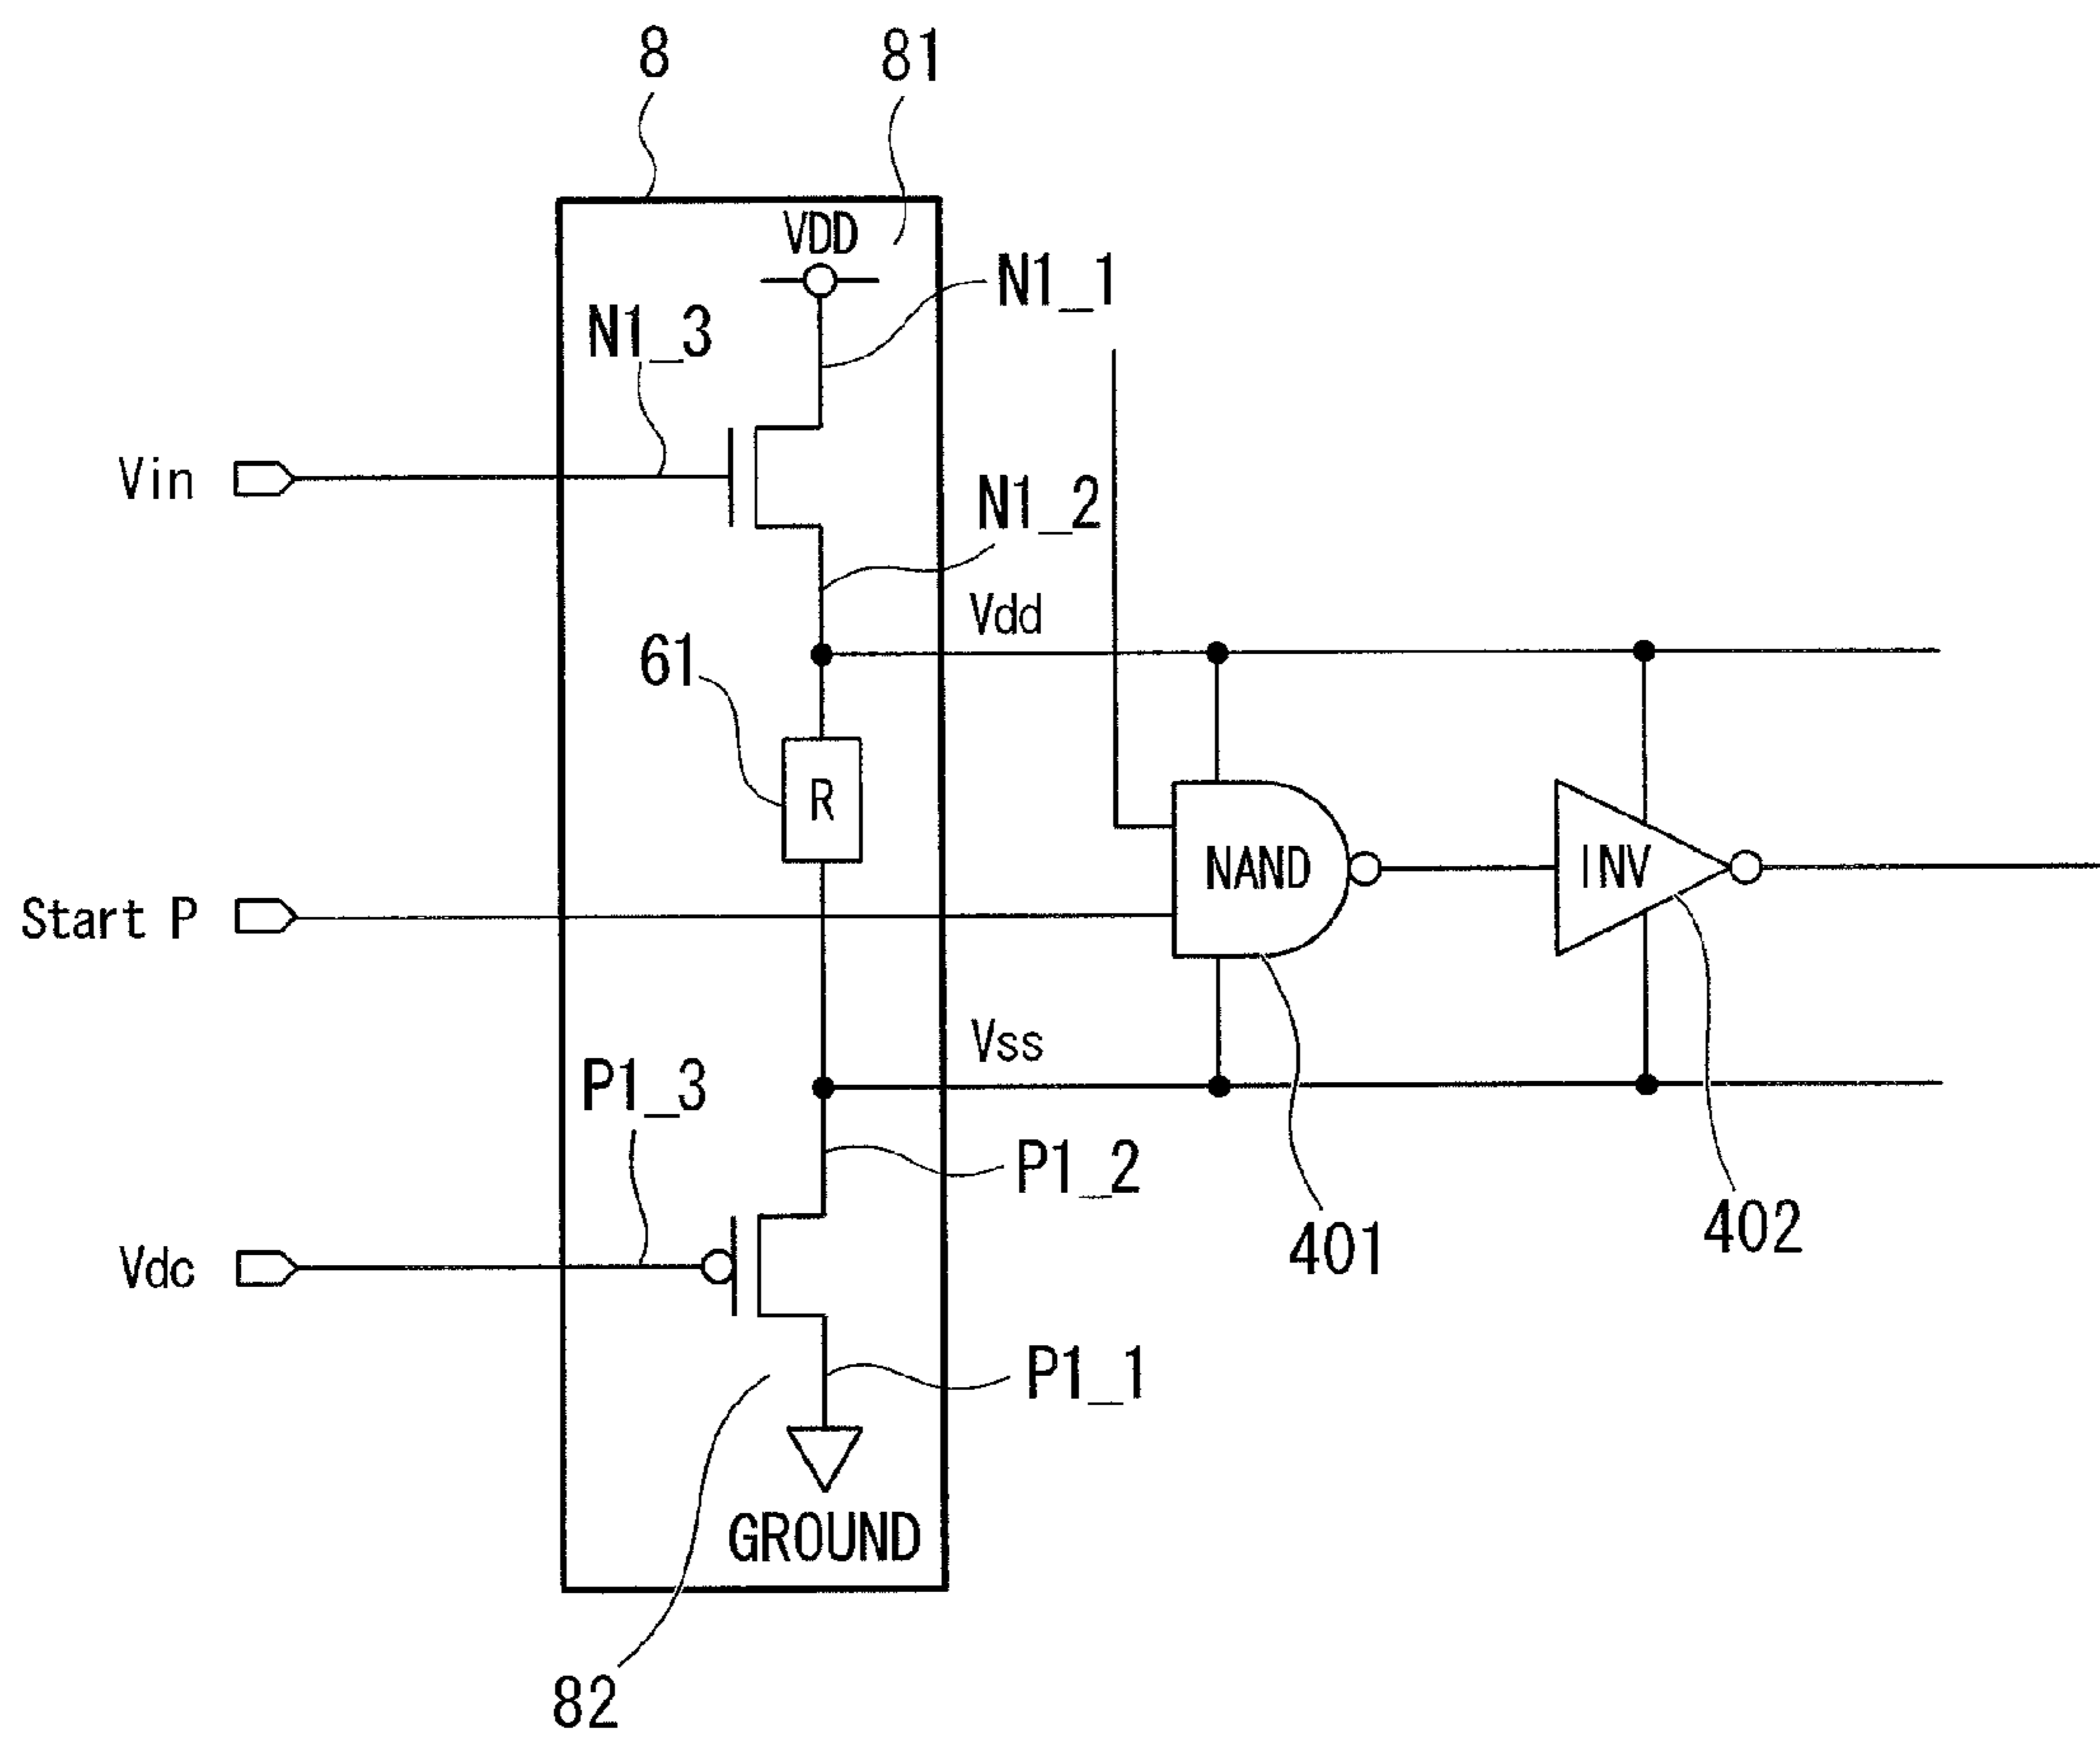 8
81
VDD
N1_1
N1_3
Vin
N1_2
Vdd
61
R
NAND
INV
Start P
Vss
P1_3
P1_2
401
402
Vdc
P1_1
GROUND
82